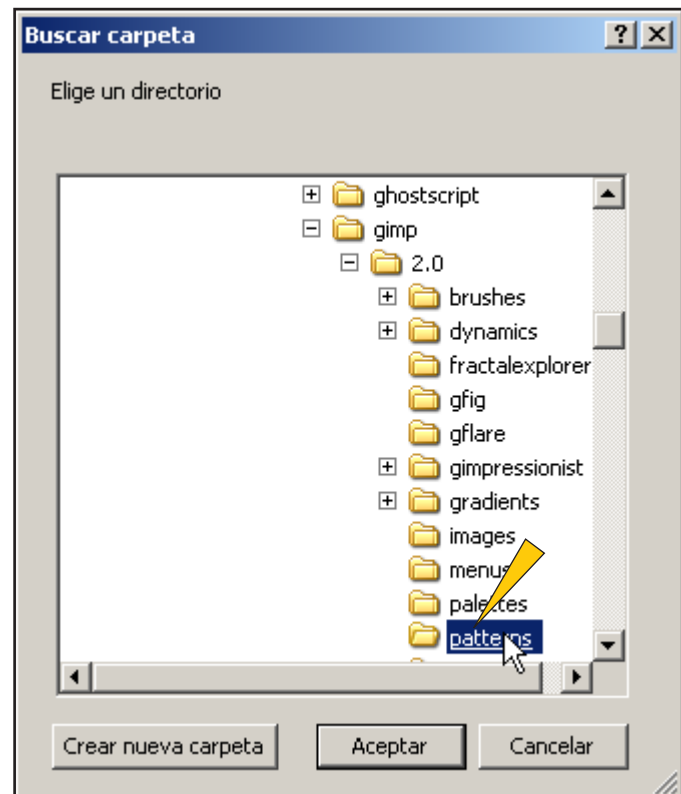 Buscar carpeta
Elige un directorio
ghostscript
gimp
2.0
brushes
dynamics
fractalexplorer
gfig
gflare
gimpressionist
gradients
images
menus
palettes
patterns
Crear nueva carpeta Aceptar Cancelar